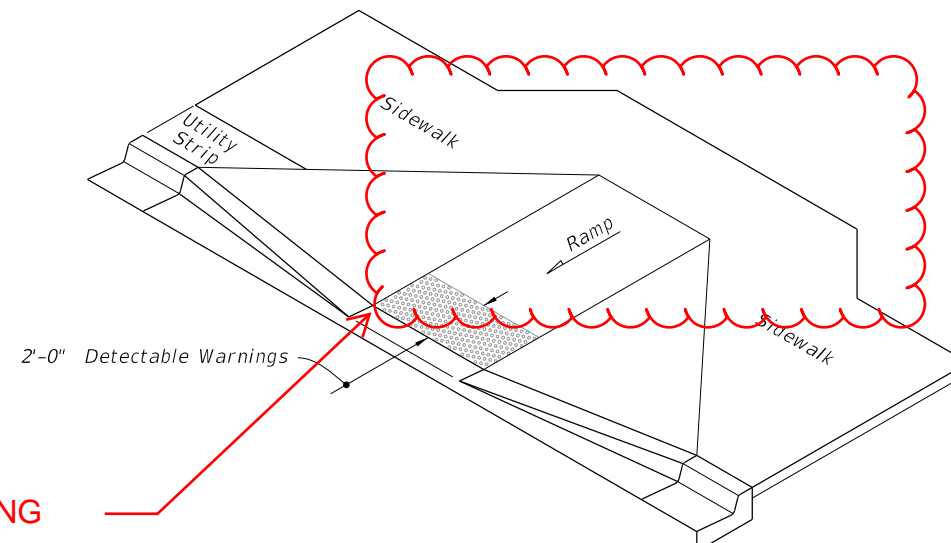 Sidewalk
Utility
Strip
Ramp
Sidewalk
2'-0" Detectable Warnings
NG